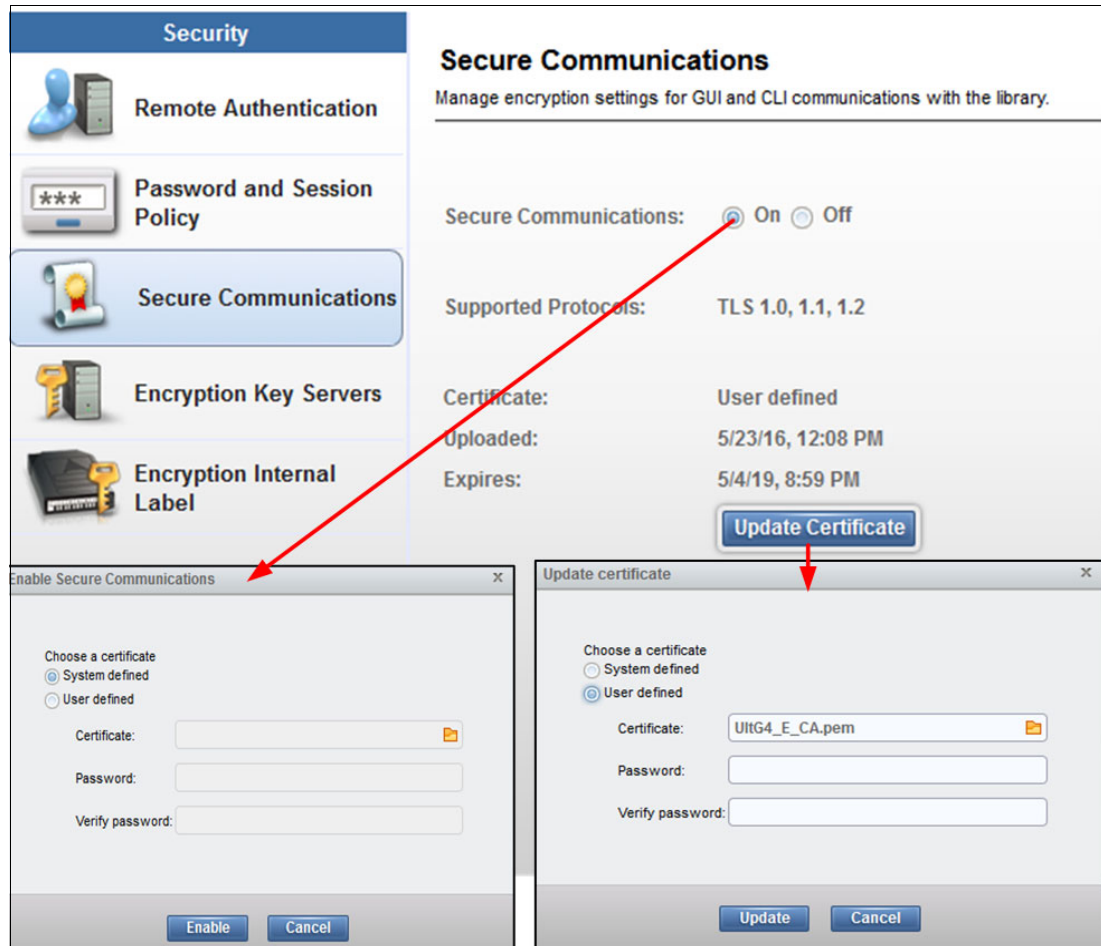 Security
Remote Authentication
***
Password and Session
Policy
Secure Communications
Encryption Key Servers
Encryption Internal
Label
Secure Communications
Manage encryption settings for GUI and CLI communications with the library.
Secure Communications: On Off
Supported Protocols: TLS 1.0, 1.1, 1.2
Certificate: User defined
Uploaded: 5/23/16, 12:08 PM
Expires: 5/4/19, 8:59 PM
Update Certificate
Enable Secure Communications x
Choose a certificate
System defined
User defined
Certificate:
Password:
Verify password:
Enable Cancel
Update certificate x
Choose a certificate
System defined
User defined
Certificate: UltG4_E_CA.pem
Password:
Verify password:
Update Cancel